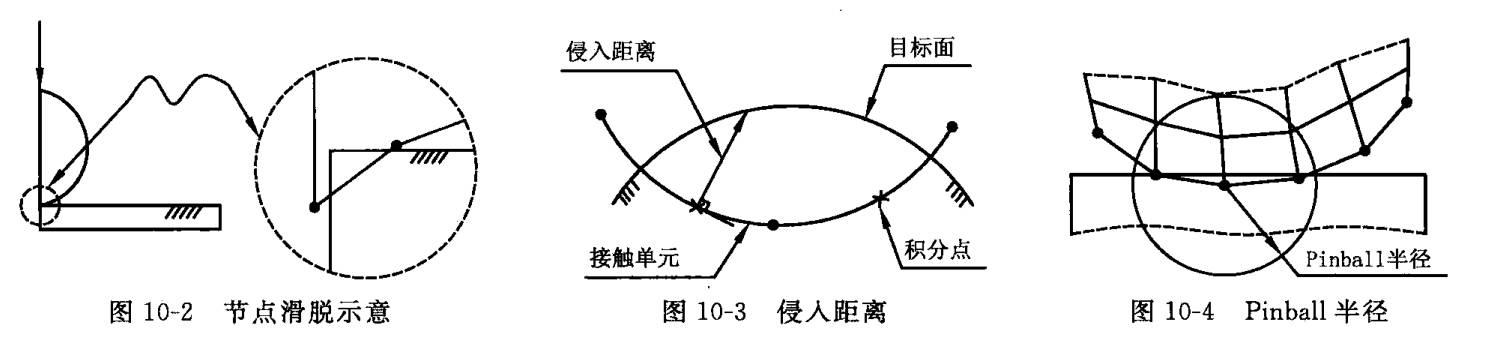 侵入距离
目标面
接触单元
积分点
Pinball半径
图 10-2 节点滑脱示意
图 10-3 侵入距离
图 10-4 Pinball 半径